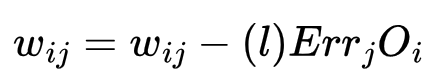 w_{ij} = w_{ij} − (l)Err_jO_i